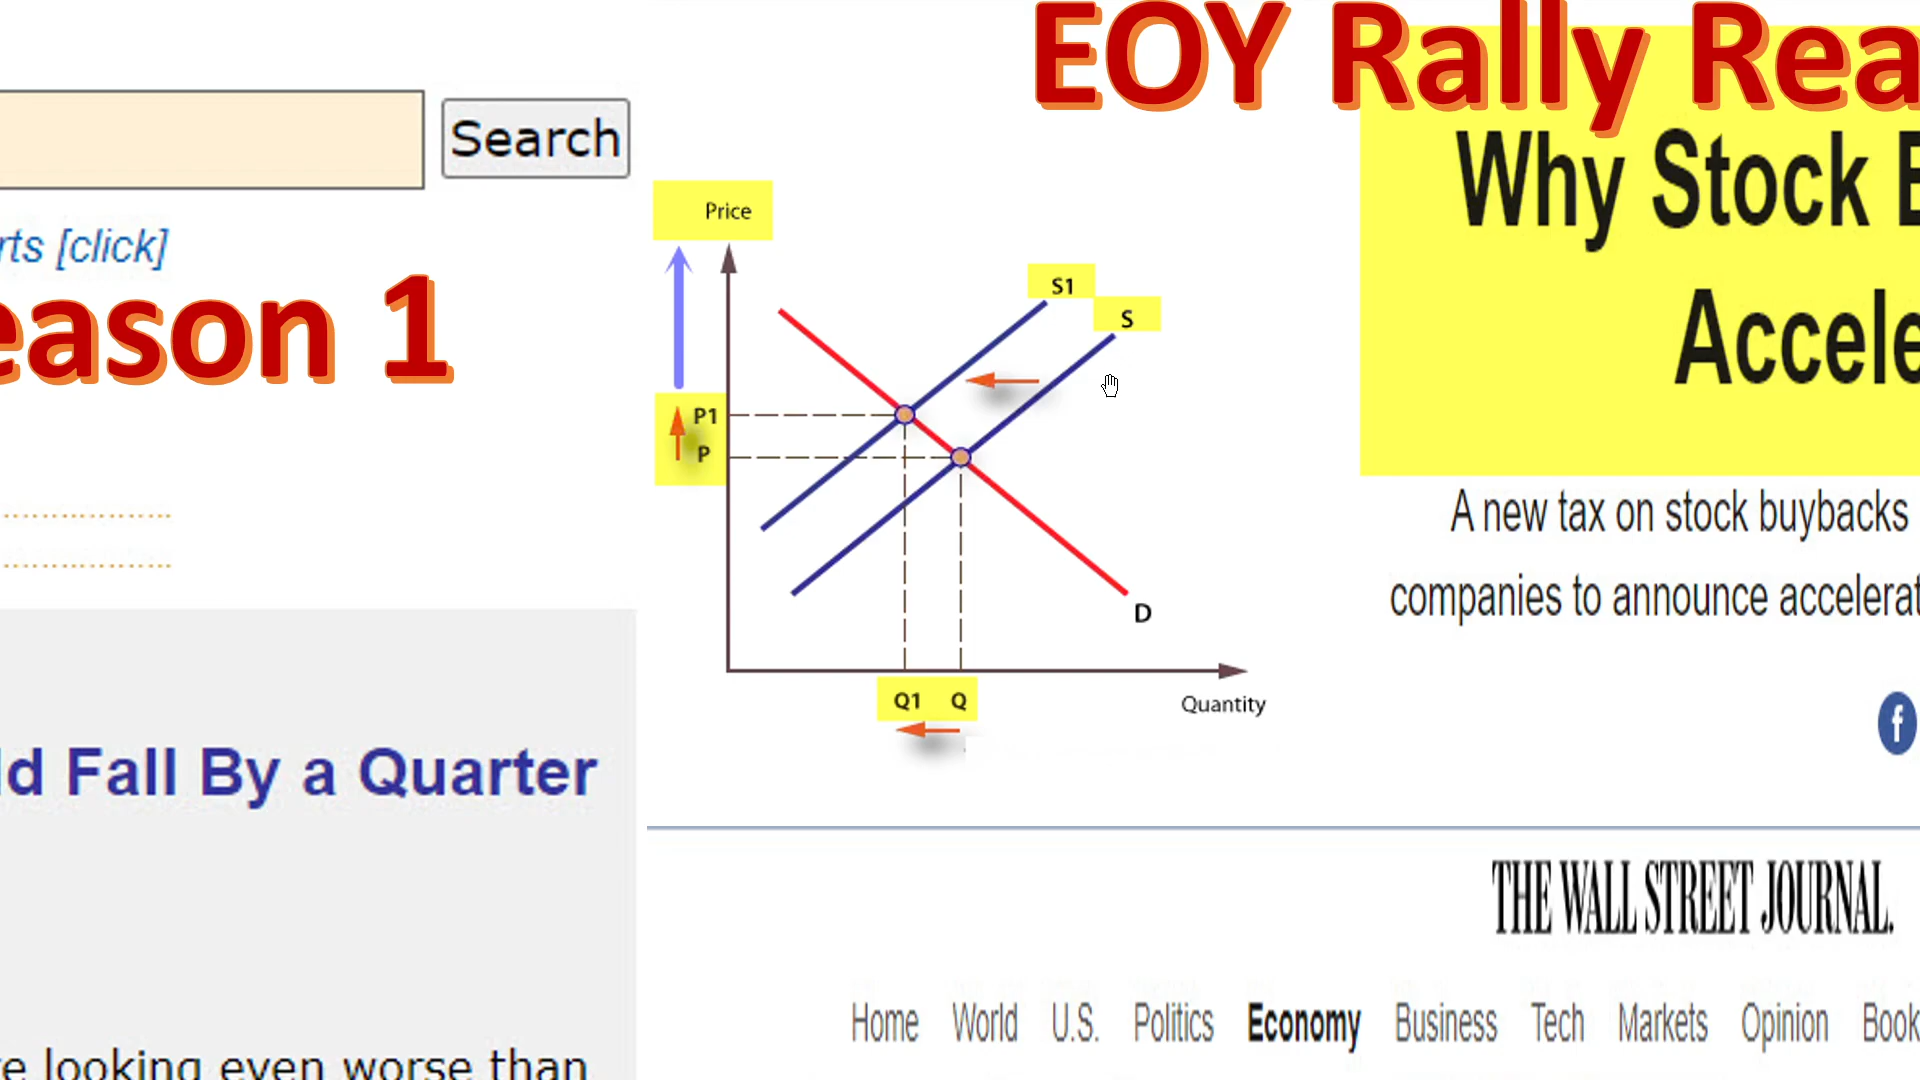 Search
rts [click]
eason 1
d Fall By a Quarter
e looking even worse than
EOY Rally Rea
Why Stock
Accele
A new tax on stock buybacks
companies to announce accelerat
Price
S1
S
P1
P
D
Q1 Q
Quantity
f
THE WALL STREET JOURNAL.
Home World U.S. Politics Economy Business Tech Markets Opinion Book